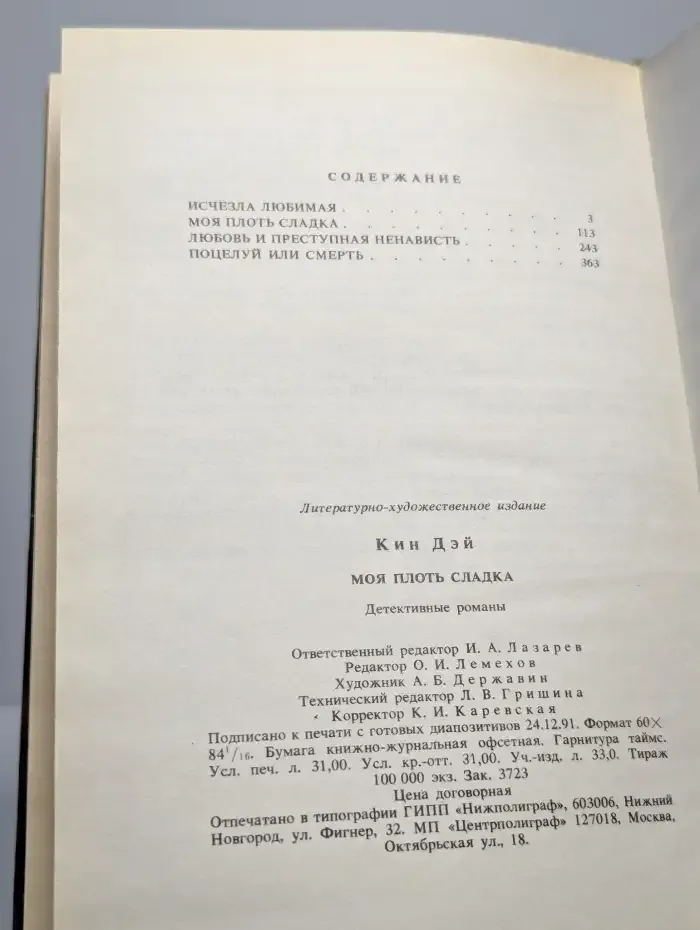 СОДЕРЖАНИЕ
ИСЧЕЗЛА ЛЮБИМАЯ . . . . . . . . . . 3
МОЯ ПЛОТЬ СЛАДКА . . . . . . . . . . 113
ЛЮБОВЬ И ПРЕСТУПНАЯ НЕНАВИСТЬ . . . . . 243
ПОЦЕЛУЙ ИЛИ СМЕРТЬ . . . . . . . . . 363
Литературно-художественное издание
Кин Дэй
МОЯ ПЛОТЬ СЛАДКА
Детективные романы
Ответственный редактор И. А. Лазарев
Редактор О. И. Лемехов
Художник А. Б. Державин
Технический редактор Л. В. Гришина
Корректор К. И. Каревская
Подписано к печати с готовых диапозитивов 24.12.91. Формат 60×
84¹/₁₆. Бумага книжно-журнальная офсетная. Гарнитура таймс.
Усл. печ. л. 31,00. Усл. кр.-отт. 31,00. Уч.-изд. л. 33,0. Тираж
100 000 экз. Зак. 3723
Цена договорная
Отпечатано в типографии ГИПП «Нижполиграф», 603006, Нижний
Новгород, ул. Фигнер, 32. МП «Центрполиграф» 127018, Москва,
Октябрьская ул., 18.